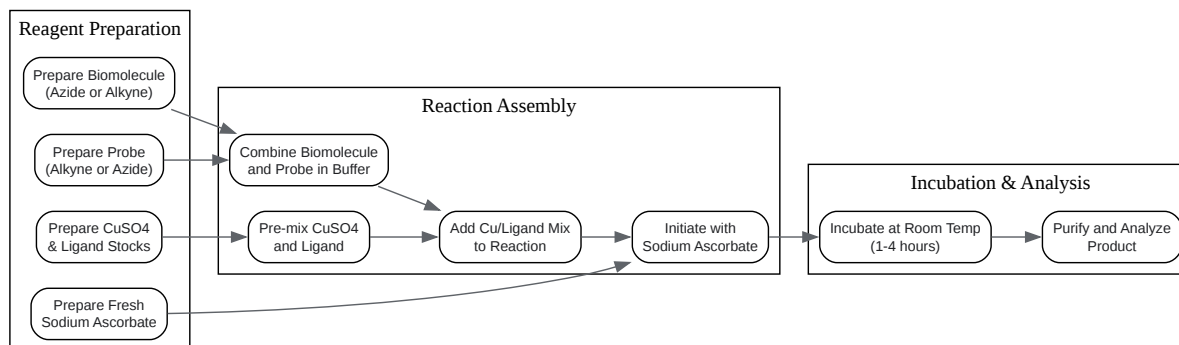 Reagent Preparation
Prepare Biomolecule
(Azide or Alkyne)
Prepare Probe
(Alkyne or Azide)
Prepare CuSO4
& Ligand Stocks
Prepare Fresh
Sodium Ascorbate
Reaction Assembly
Combine Biomolecule
and Probe in Buffer
Pre-mix CuSO4
and Ligand
Add Cu/Ligand Mix
to Reaction
Initiate with
Sodium Ascorbate
Incubation & Analysis
Incubate at Room Temp
(1-4 hours)
Purify and Analyze
Product